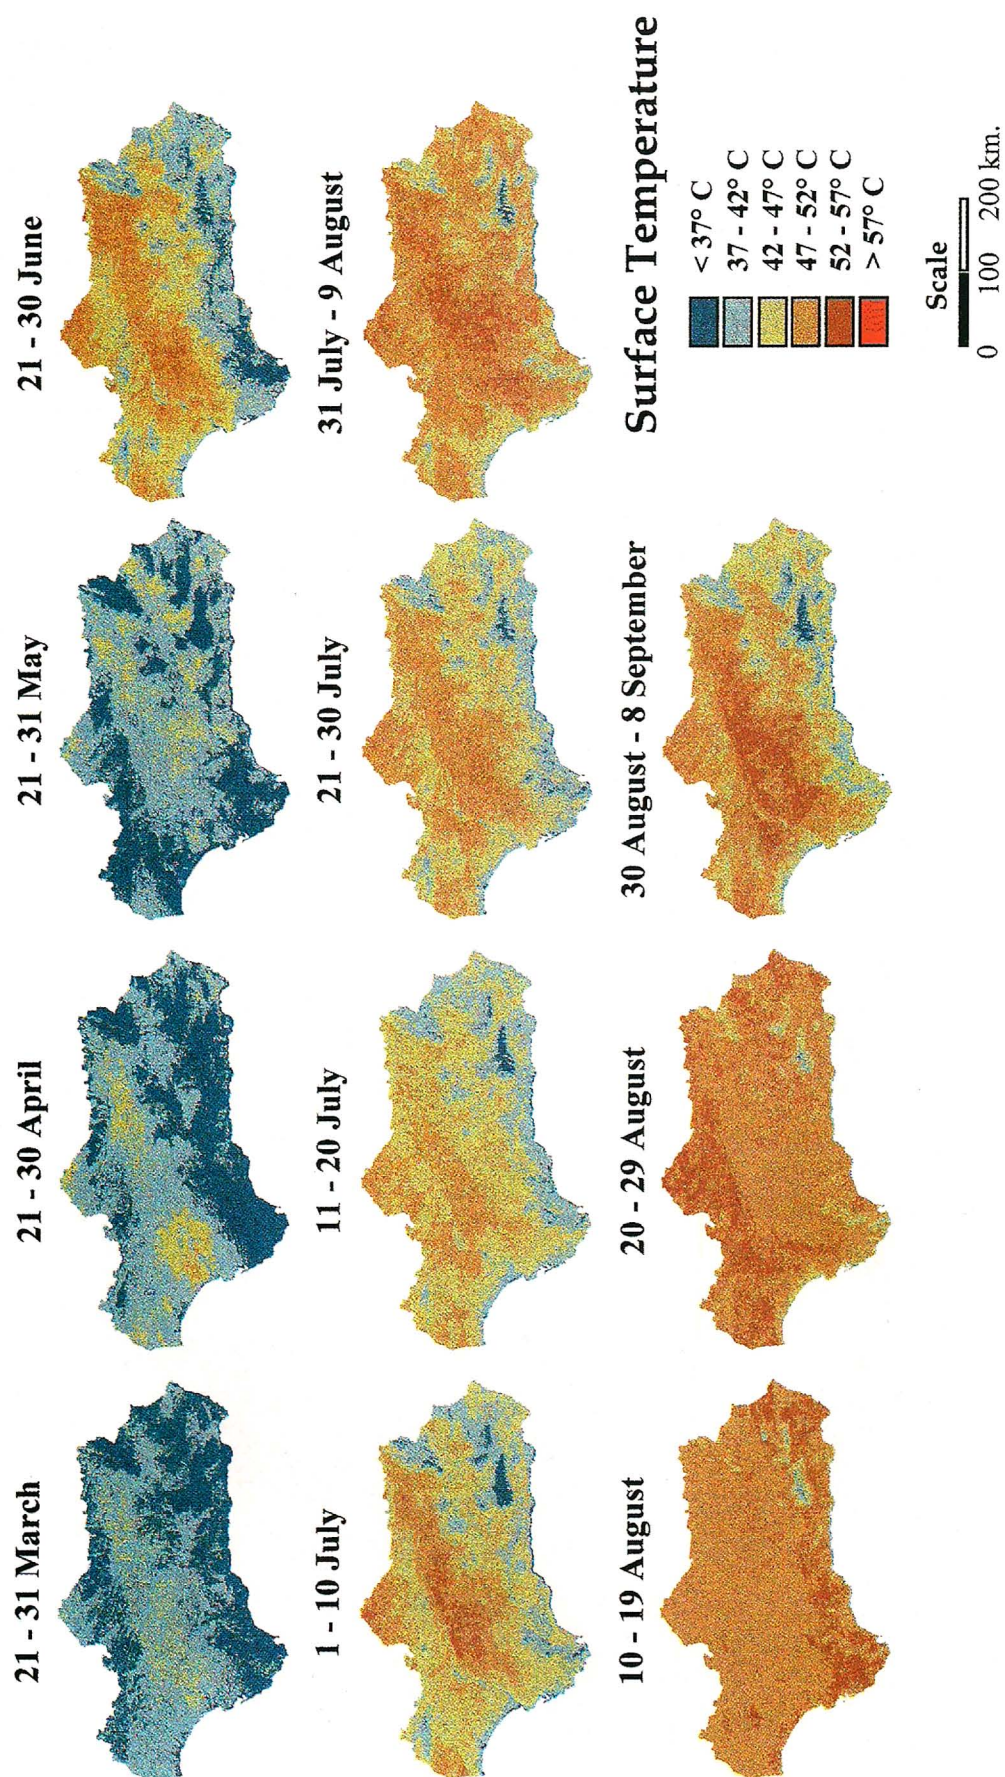 21 - 31 March
21 - 30 April
21 - 31 May
21 - 30 June
1 - 10 July
11 - 20 July
21 - 30 July
31 July - 9 August
10 - 19 August
20 - 29 August
30 August - 8 September
Surface Temperature
< 37° C
37 - 42° C
42 - 47° C
47 - 52° C
52 - 57° C
> 57° C
Scale
0 100 200 km.